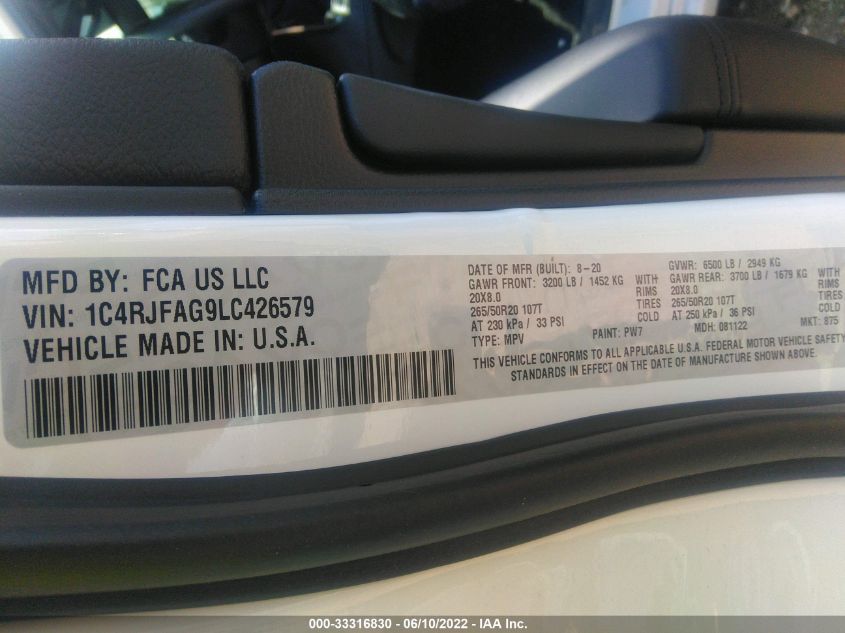 MFD BY: FCA US LLC
VIN: 1C4RJFAG9LC426579
VEHICLE MADE IN: U.S.A.
DATE OF MFR (BUILT): 8-20
GAWR FRONT: 3200 LB / 1452 KG WITH
20X8.0 RIMS
265/50R20 107T TIRES
AT 230 kPa / 33 PSI COLD
TYPE: MPV PAINT: PW7
GVWR: 6500 LB / 2949 KG
GAWR REAR: 3700 LB / 1679 KG WITH
20X8.0 RIMS
265/50R20 107T TIRES
AT 250 kPa / 36 PSI COLD
MDH: 081122 MKT: 875
THIS VEHICLE CONFORMS TO ALL APPLICABLE U.S.A. FEDERAL MOTOR VEHICLE SAFETY
STANDARDS IN EFFECT ON THE DATE OF MANUFACTURE SHOWN ABOVE.
000-33316830 - 06/10/2022 - IAA Inc.